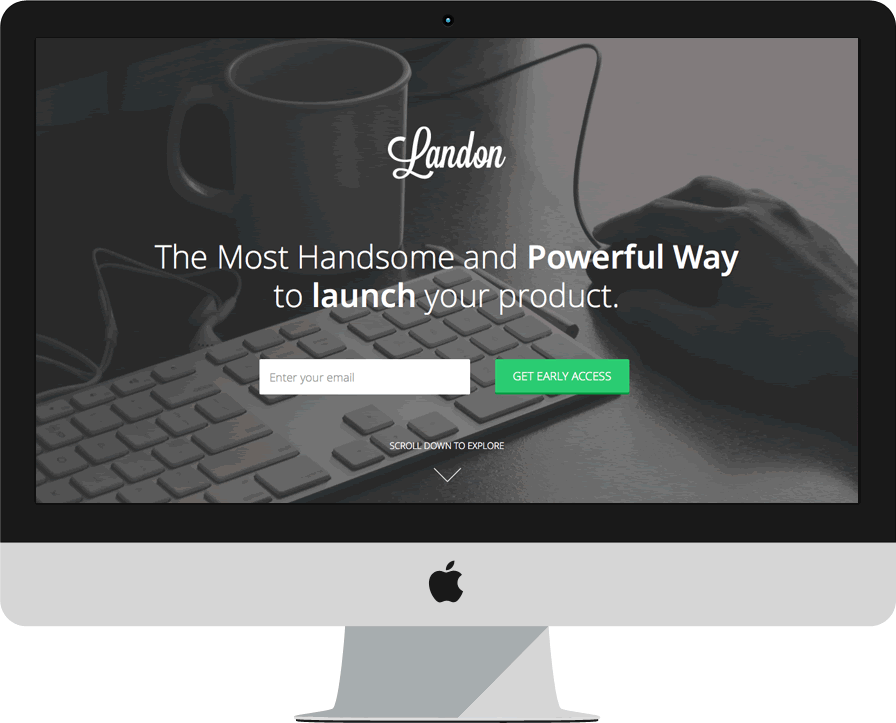 Landon
The Most Handsome and Powerful Way
to launch your product.
Enter your email
GET EARLY ACCESS
SCROLL DOWN TO EXPLORE